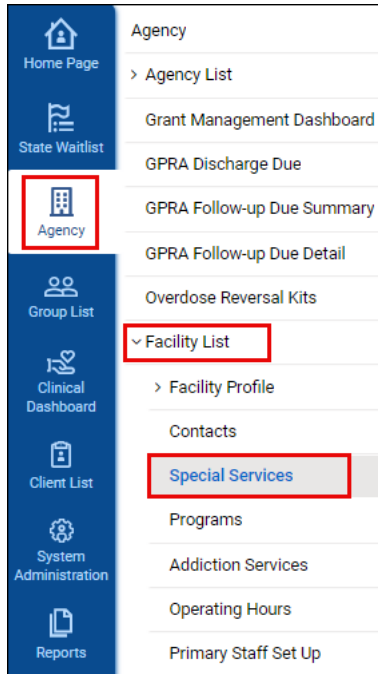 Home Page
State Waitlist
Agency
Group List
Clinical
Dashboard
Client List
System
Administration
Reports
Agency
> Agency List
Grant Management Dashboard
GPRA Discharge Due
GPRA Follow-up Due Summary
GPRA Follow-up Due Detail
Overdose Reversal Kits
Facility List
> Facility Profile
Contacts
Special Services
Programs
Addiction Services
Operating Hours
Primary Staff Set Up